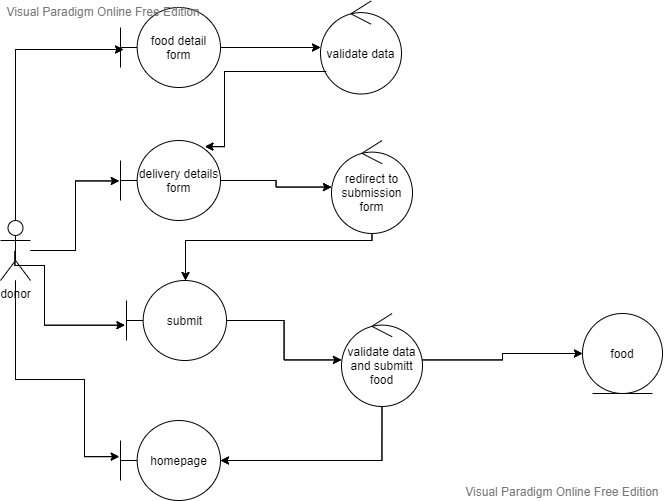 Visual Paradigm Online Free Edition
food detail
form
validate data
delivery details
form
redirect to
submission
form
donor
submit
validate data
and submitt
food
food
homepage
Visual Paradigm Online Free Edition